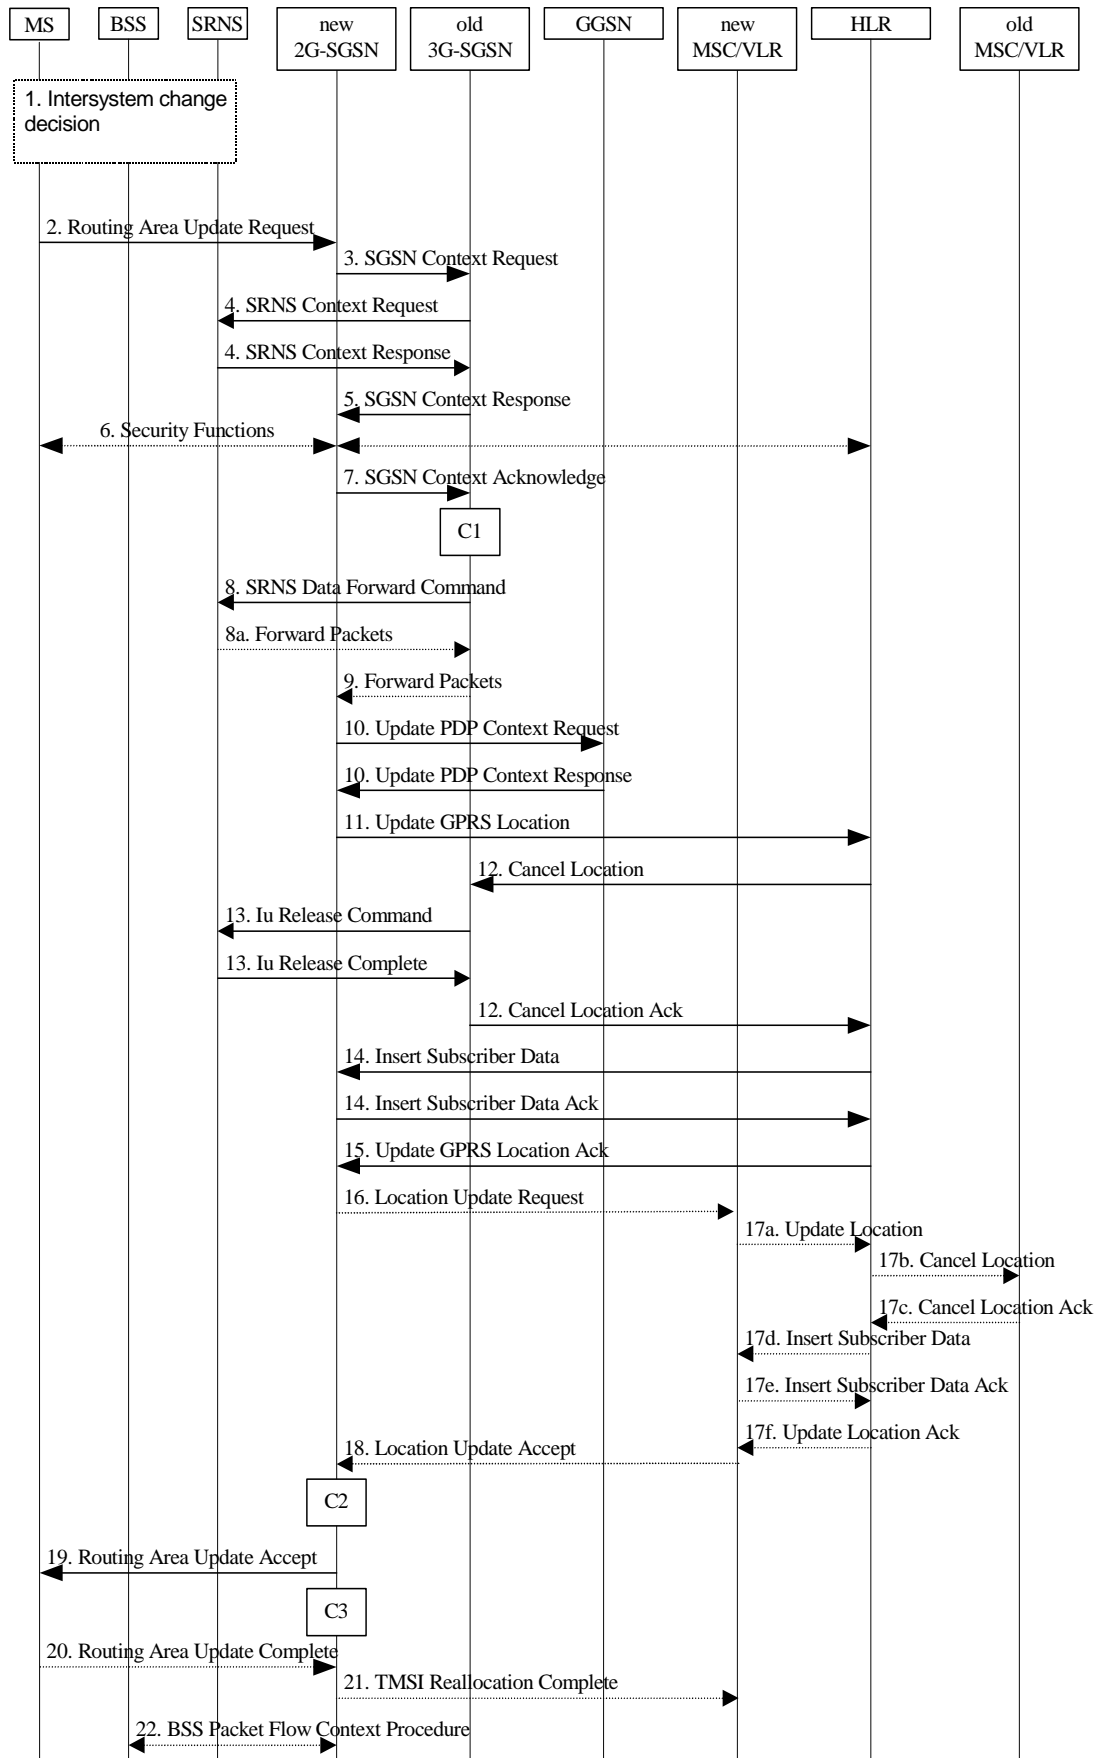 MS
BSS
SRNS
new
2G-SGSN
old
3G-SGSN
GGSN
new
MSC/VLR
HLR
old
MSC/VLR
1. Intersystem change
decision
2. Routing Area Update Request
3. SGSN Context Request
4. SRNS Context Request
4. SRNS Context Response
5. SGSN Context Response
6. Security Functions
7. SGSN Context Acknowledge
C1
8. SRNS Data Forward Command
8a. Forward Packets
9. Forward Packets
10. Update PDP Context Request
10. Update PDP Context Response
11. Update GPRS Location
12. Cancel Location
13. Iu Release Command
13. Iu Release Complete
12. Cancel Location Ack
14. Insert Subscriber Data
14. Insert Subscriber Data Ack
15. Update GPRS Location Ack
16. Location Update Request
17a. Update Location
17b. Cancel Location
17c. Cancel Location Ack
17d. Insert Subscriber Data
17e. Insert Subscriber Data Ack
17f. Update Location Ack
18. Location Update Accept
C2
19. Routing Area Update Accept
C3
20. Routing Area Update Complete
21. TMSI Reallocation Complete
22. BSS Packet Flow Context Procedure